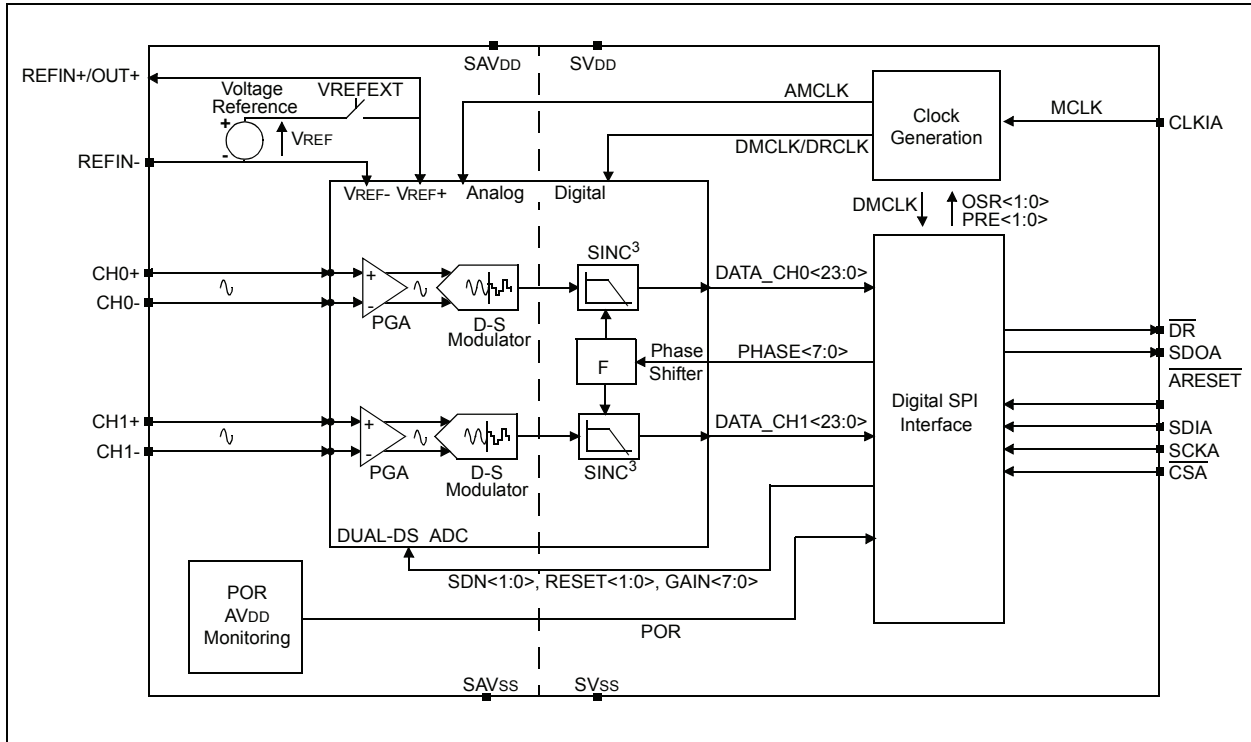 SAVDD
SVDD
REFIN+/OUT+
Voltage
Reference
VREFEXT
+
-
VREF
REFIN-
AMCLK
Clock
Generation
MCLK
CLKIA
DMCLK/DRCLK
VREF- VREF+ Analog Digital
DMCLK
OSR<1:0>
PRE<1:0>
CH0+
CH0-
+
-
PGA
D-S
Modulator
SINC3
DATA_CH0<23:0>
F
Phase
Shifter
PHASE<7:0>
Digital SPI
Interface
DR
SDOA
ARESET
SDIA
SCKA
CSA
CH1+
CH1-
+
-
PGA
D-S
Modulator
SINC3
DATA_CH1<23:0>
DUAL-DS ADC
SDN<1:0>, RESET<1:0>, GAIN<7:0>
POR
AVDD
Monitoring
POR
SAVSS
SVSS